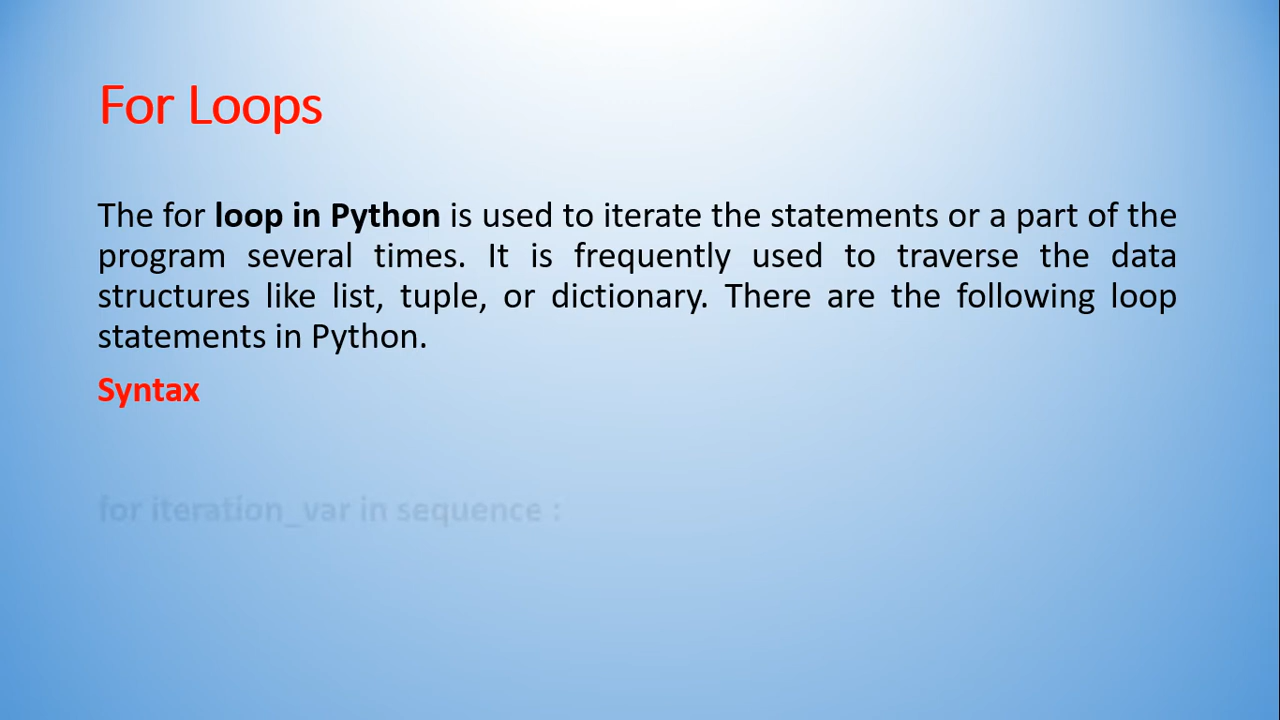 For Loops
The for loop in Python is used to iterate the statements or a part of the
program several times. It is frequently used to traverse the data
structures like list, tuple, or dictionary. There are the following loop
statements in Python.
Syntax
for iteration_var in sequence :